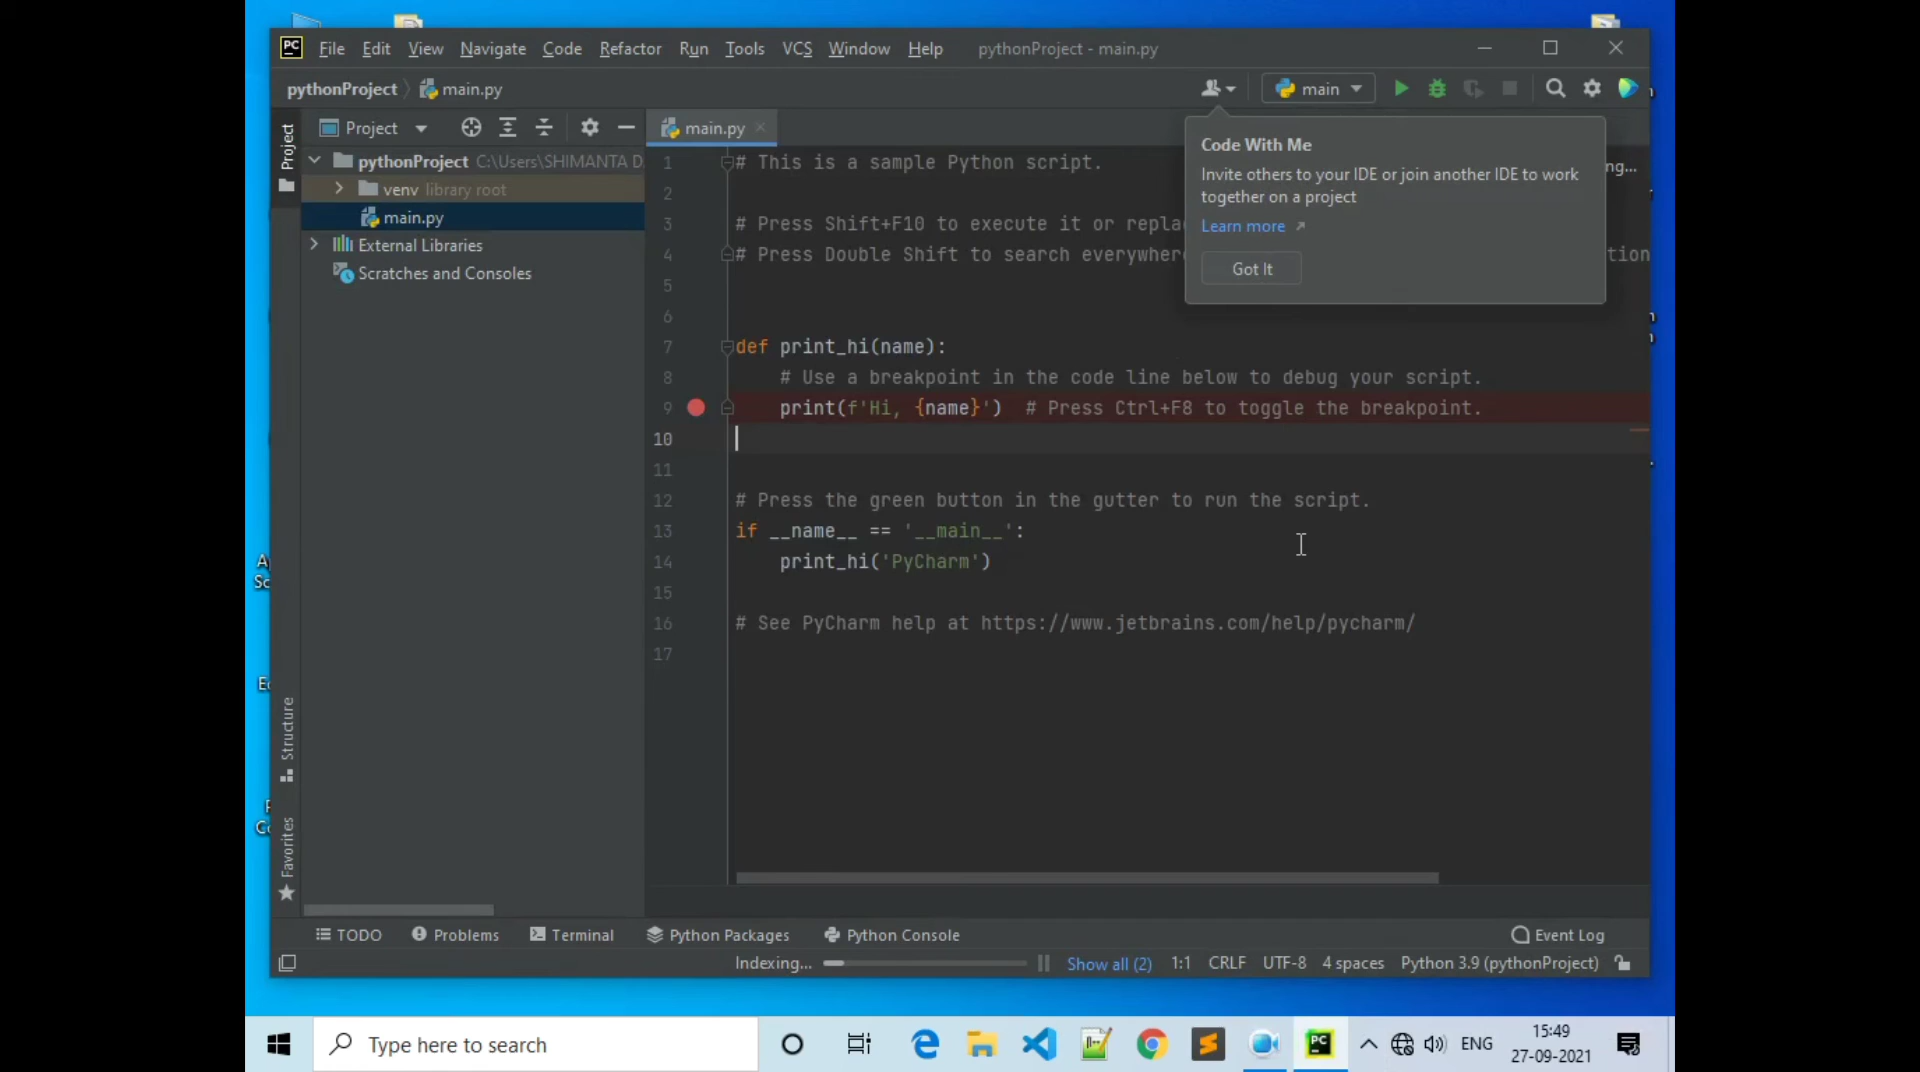 PC File Edit View Navigate Code Refactor Run Tools VCS Window Help pythonProject - main.py
pythonProject main.py main
Project main.py
Code With Me
Invite others to your IDE or join another IDE to work
together on a project
Learn more
Got It
Project
pythonProject C:\Users\SHIMANTA D
venv library root
main.py
External Libraries
Scratches and Consoles
Structure
Favorites
1 # This is a sample Python script.
ng...
2
3 # Press Shift+F10 to execute it or repla
4 # Press Double Shift to search everywher tion
5
6
7 def print_hi(name):
8 # Use a breakpoint in the code line below to debug your script.
9 print(f'Hi, {name}') # Press Ctrl+F8 to toggle the breakpoint.
10
11
12 # Press the green button in the gutter to run the script.
13 if __name__ == '__main__':
14 print_hi('PyCharm')
15
16 # See PyCharm help at https://www.jetbrains.com/help/pycharm/
17
TODO Problems Terminal Python Packages Python Console Event Log
Indexing... Show all (2) 1:1 CRLF UTF-8 4 spaces Python 3.9 (pythonProject)
Type here to search
PC
ENG
15:49
27-09-2021